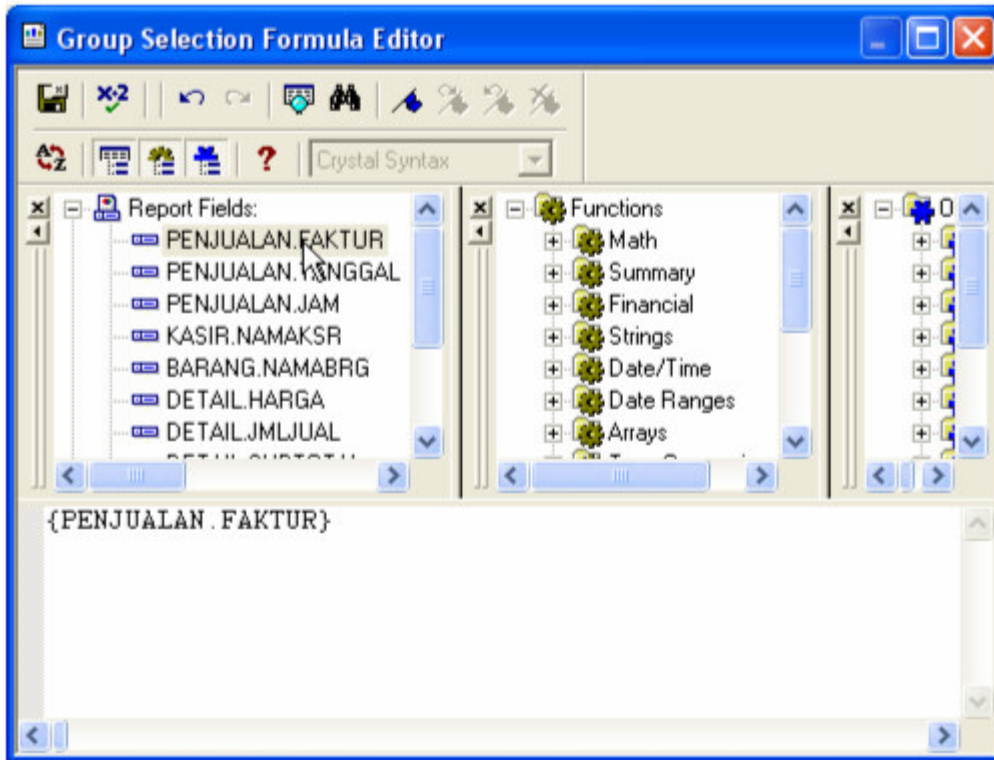 Group Selection Formula Editor
X+2
A Z ? Crystal Syntax
Report Fields:
PENJUALAN.FAKTUR
PENJUALAN.TANGGAL
PENJUALAN.JAM
KASIR.NAMAKSR
BARANG.NAMABRG
DETAIL.HARGA
DETAIL.JMLJUAL
Functions
Math
Summary
Financial
Strings
Date/Time
Date Ranges
Arrays
O
{PENJUALAN.FAKTUR}